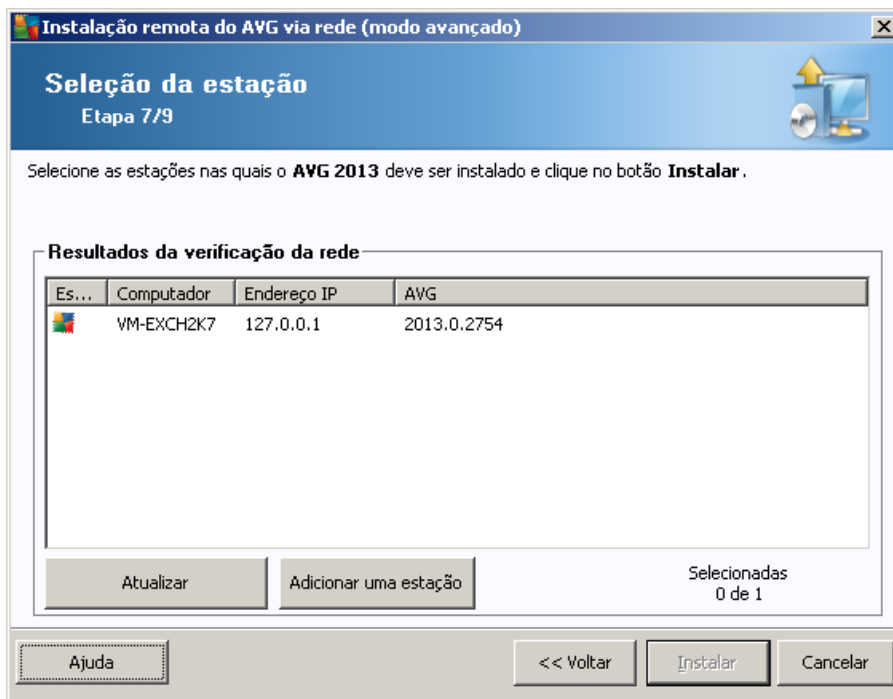 Instalação remota do AVG via rede (modo avançado)
Seleção da estação
Etapa 7/9
Selecione as estações nas quais o AVG 2013 deve ser instalado e clique no botão Instalar.
Resultados da verificação da rede
Es... Computador Endereço IP AVG
VM-EXCH2K7 127.0.0.1 2013.0.2754
Atualizar Adicionar uma estação Selecionadas
0 de 1
Ajuda << Voltar Instalar Cancelar